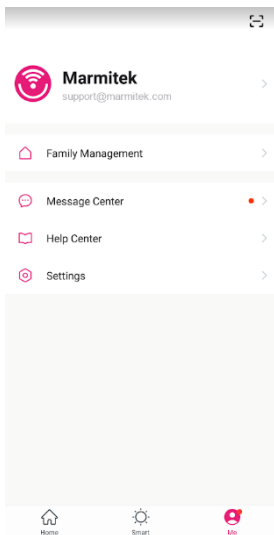 Marmitek
support@marmitek.com
Family Management
Message Center
Help Center
Settings
Home
Smart
Me